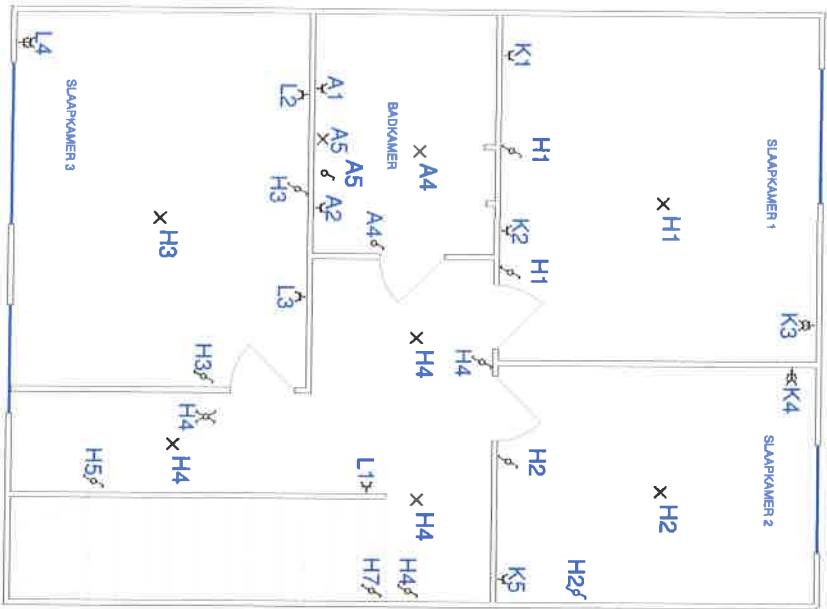 L4
SLAAPKAMER 3
L2
A1
A5
A5
H3
A2
BADKAMER
A4
A4
K1
H1
SLAAPKAMER 1
H1
K2
H1
K3
H3
L3
H4
H4
K4
H3
H4
H4
H5
L1
H4
H2
SLAAPKAMER 2
H2
H7
H4
K5
H2